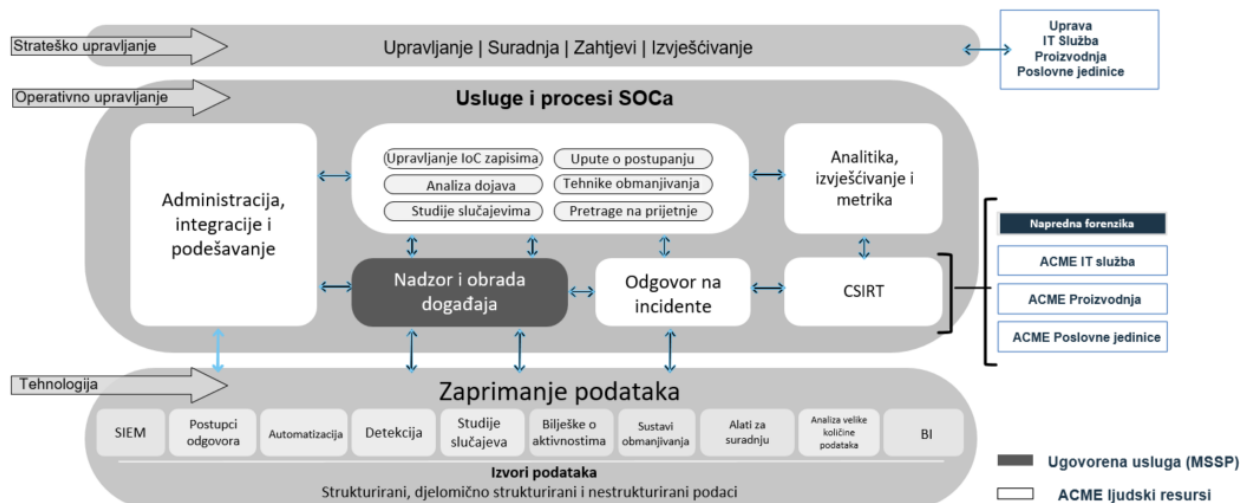 Strateško upravljanje
Upravljanje | Suradnja | Zahtjevi | Izvješćivanje
Uprava
IT Služba
Proizvodnja
Poslovne jedinice
Operativno upravljanje
Usluge i procesi SOCa
Administracija,
integracije i
podešavanje
Upravljanje IoC zapisima
Upute o postupanju
Analiza dojava
Tehnike obmanjivanja
Studije slučajevima
Pretrage na prijetnje
Analitika,
izvješćivanje i
metrika
Nadzor i obrada
događaja
Odgovor na
incidente
CSIRT
Napredna forenzika
ACME IT služba
ACME Proizvodnja
ACME Poslovne jedinice
Tehnologija
Zaprimanje podataka
SIEM
Postupci
odgovora
Automatizacija
Detekcija
Studije
slučajeva
Bilješke o
aktivnostima
Sustavi
obmanjivanja
Alati za
suradnju
Analiza velike
količine
podataka
BI
Izvori podataka
Strukturirani, djelomično strukturirani i nestrukturirani podaci
Ugovorena usluga (MSSP)
ACME ljudski resursi